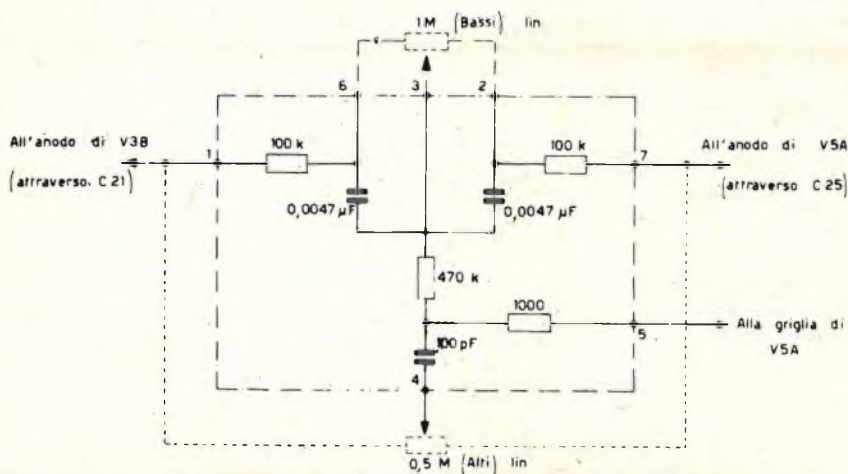 1M (Bassi) lin
6 3 2
All'anodo di V3B
(attraverso C21)
1
100 k
100 k
7
All'anodo di V5A
(attraverso C25)
0,0047 µF
0,0047 µF
470 k
1000
5
Alla griglia di
V5A
100 pF
4
0,5 M (Alti) lin